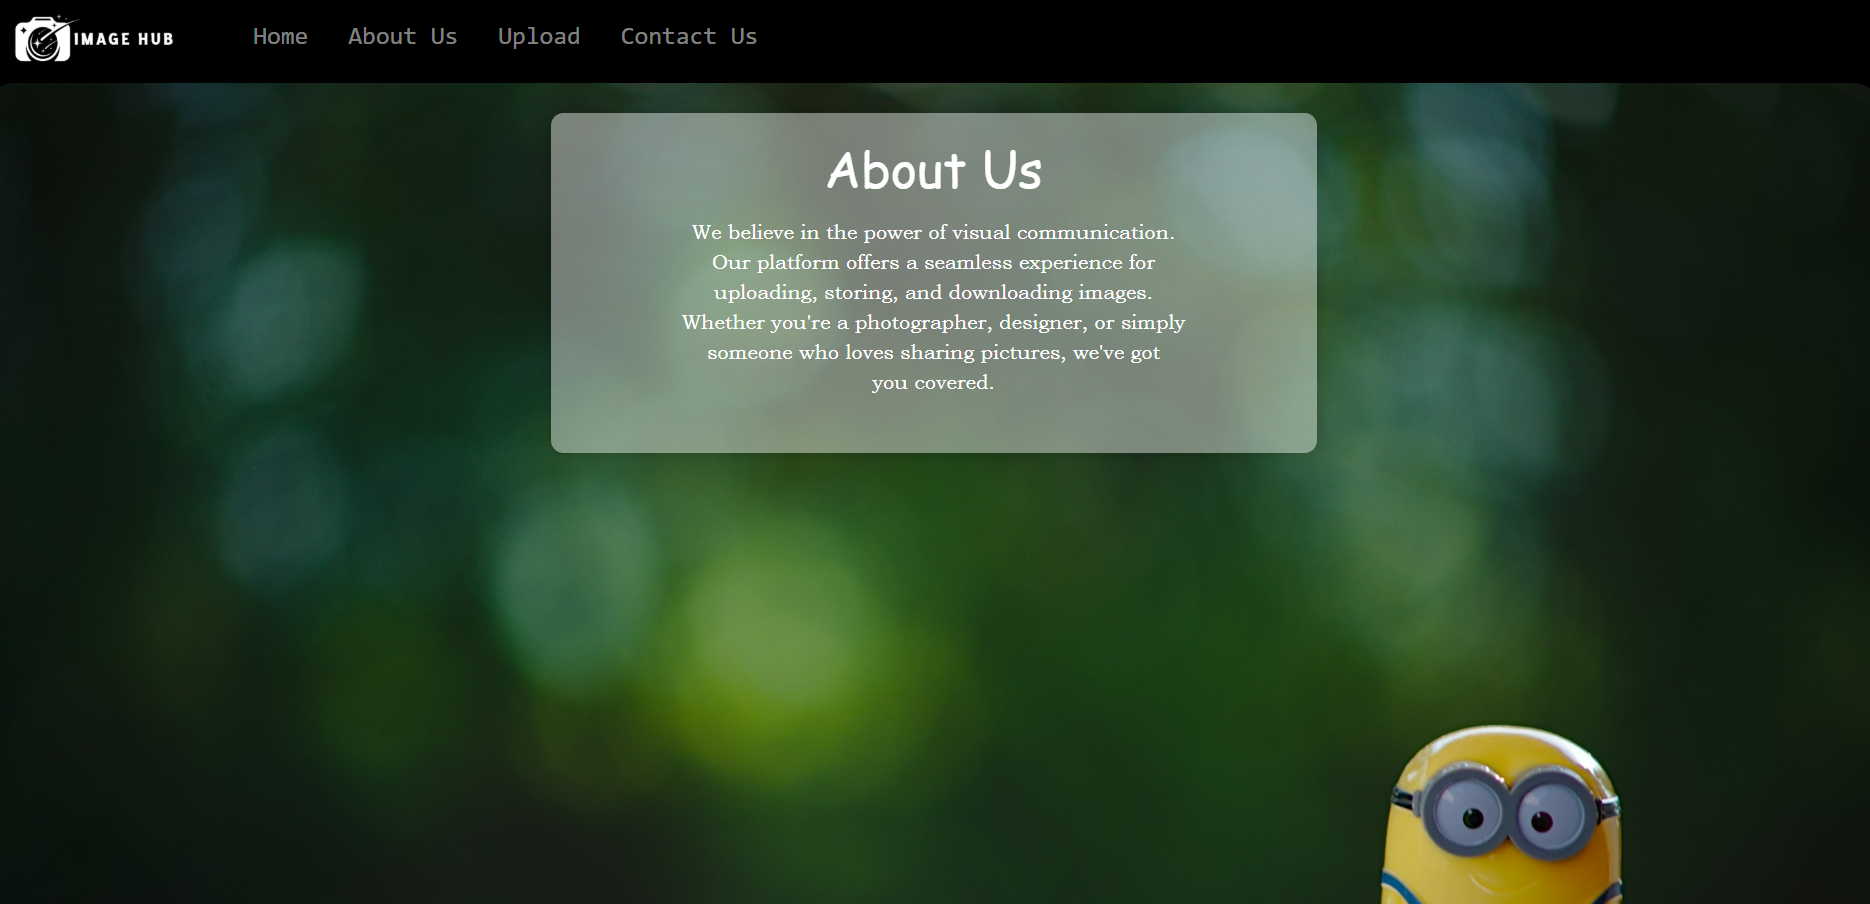 IMAGE HUB Home About Us Upload Contact Us
About Us
We believe in the power of visual communication.
Our platform offers a seamless experience for
uploading, storing, and downloading images.
Whether you're a photographer, designer, or simply
someone who loves sharing pictures, we've got
you covered.